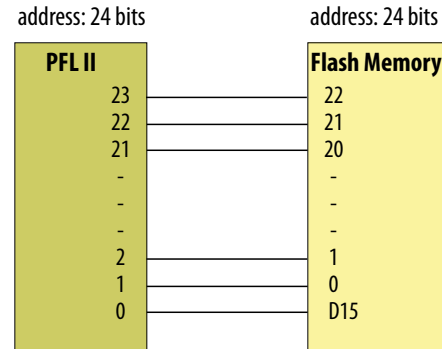 address: 24 bits address: 24 bits
PFL II Flash Memory
23 22
22 21
21 20
- -
- -
- -
2 1
1 0
0 D15